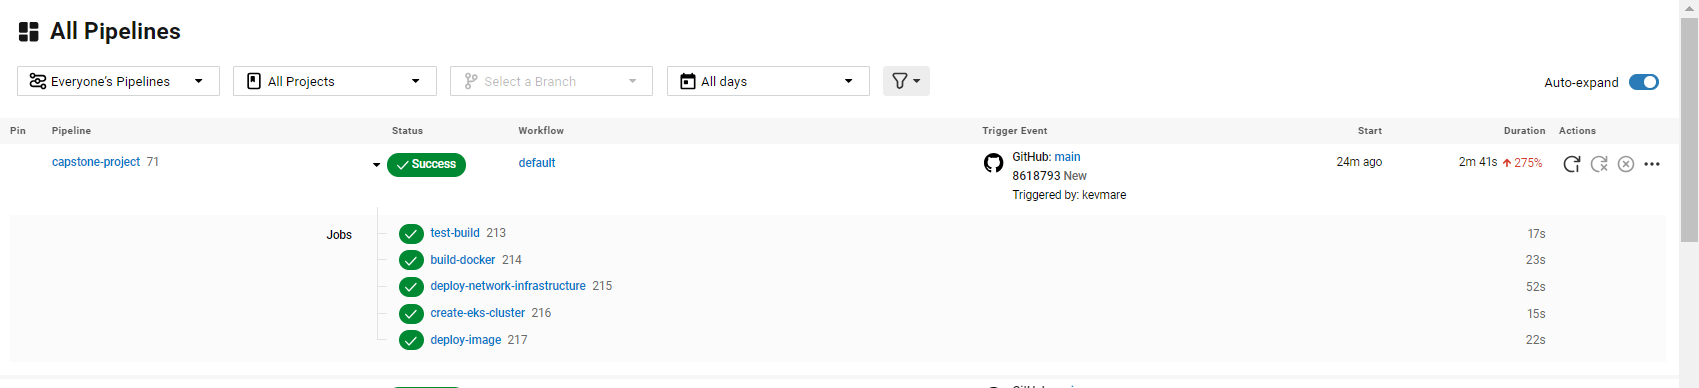 All Pipelines
Everyone's Pipelines All Projects Select a Branch All days Auto-expand
Pin Pipeline Status Workflow Trigger Event Start Duration Actions
capstone-project 71 Success default GitHub: main 24m ago 2m 41s 275%
8618793 New
Triggered by: kevmare
Jobs test-build 213 17s
build-docker 214 23s
deploy-network-infrastructure 215 52s
create-eks-cluster 216 15s
deploy-image 217 22s